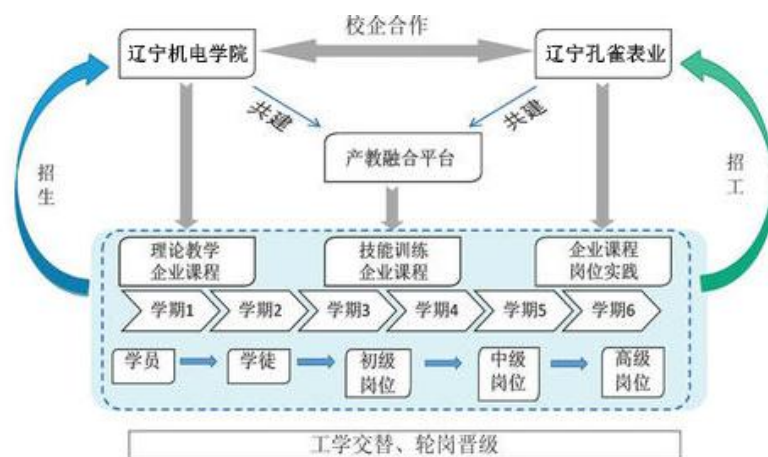 校企合作
辽宁机电学院
辽宁孔雀表业
共建
共建
产教融合平台
招生
招工
理论教学
企业课程
技能训练
企业课程
企业课程
岗位实践
学期1
学期2
学期3
学期4
学期5
学期6
学员
学徒
初级
岗位
中级
岗位
高级
岗位
工学交替、轮岗晋级